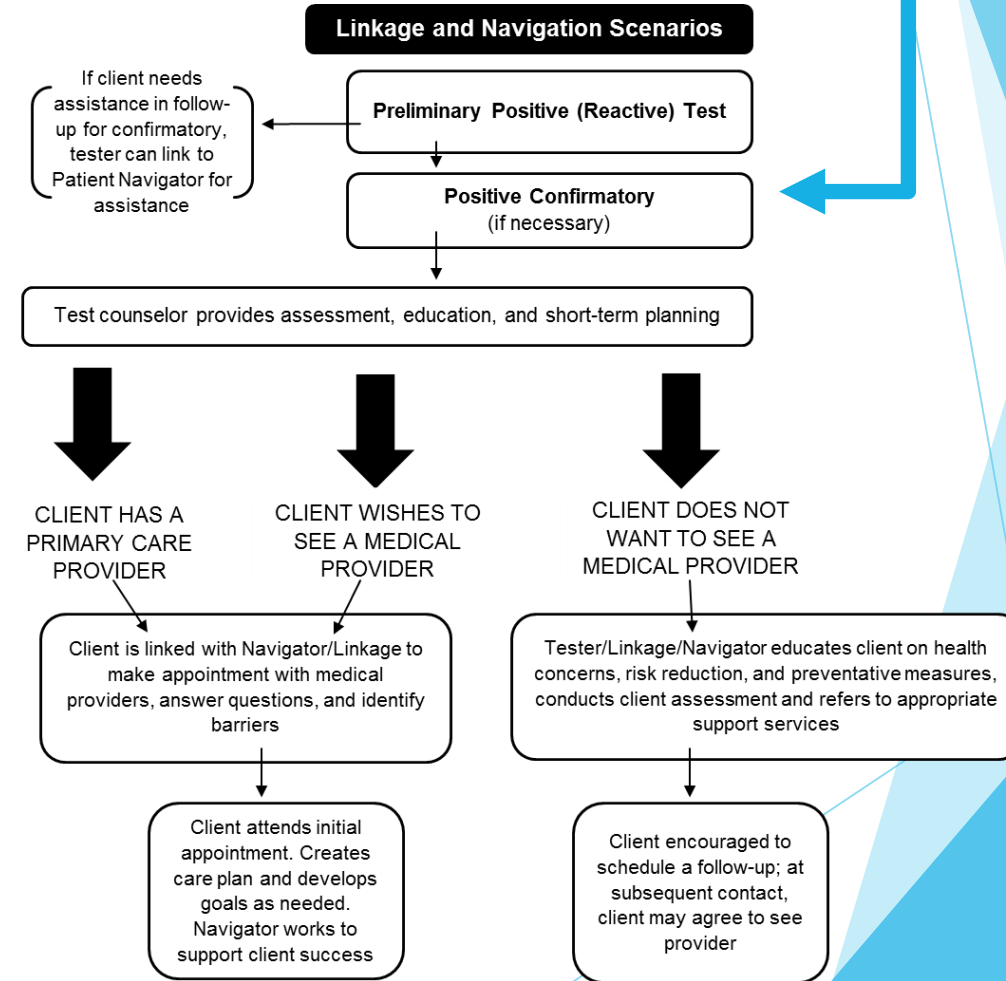 Linkage and Navigation Scenarios
If client needs
assistance in follow-
up for confirmatory,
tester can link to
Patient Navigator for
assistance
Preliminary Positive (Reactive) Test
Positive Confirmatory
(if necessary)
Test counselor provides assessment, education, and short-term planning
CLIENT HAS A
PRIMARY CARE
PROVIDER
CLIENT WISHES TO
SEE A MEDICAL
PROVIDER
CLIENT DOES NOT
WANT TO SEE A
MEDICAL PROVIDER
Client is linked with Navigator/Linkage to
make appointment with medical
providers, answer questions, and identify
barriers
Tester/Linkage/Navigator educates client on health
concerns, risk reduction, and preventative measures,
conducts client assessment and refers to appropriate
support services
Client attends initial
appointment. Creates
care plan and develops
goals as needed.
Navigator works to
support client success
Client encouraged to
schedule a follow-up; at
subsequent contact,
client may agree to see
provider